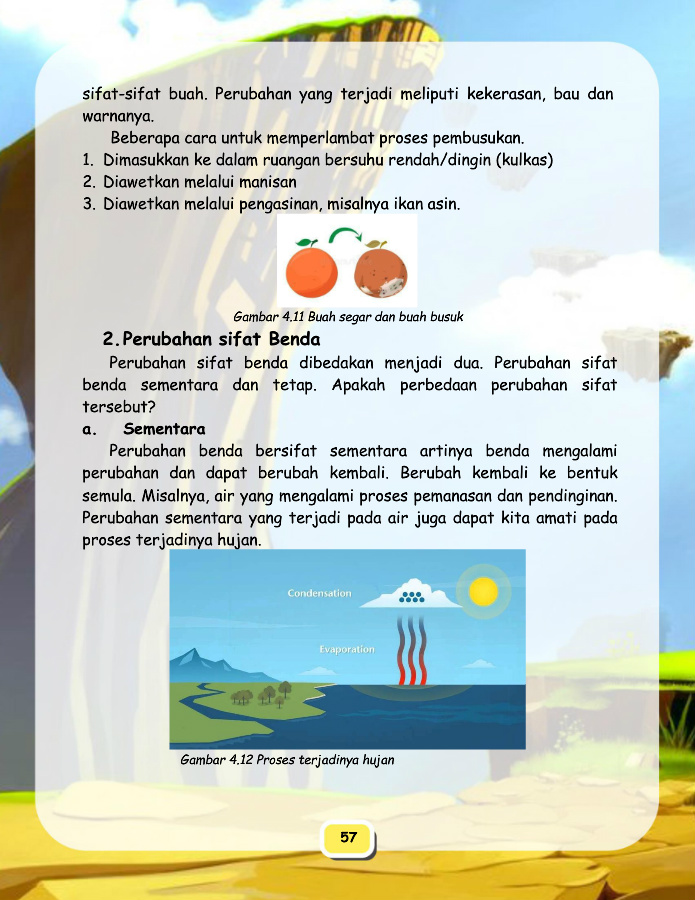 sifat-sifat buah. Perubahan yang terjadi meliputi kekerasan, bau dan
warnanya.
Beberapa cara untuk memperlambat proses pembusukan.
1. Dimasukkan ke dalam ruangan bersuhu rendah/dingin (kulkas)
2. Diawetkan melalui manisan
3. Diawetkan melalui pengasinan, misalnya ikan asin.
Gambar 4.11 Buah segar dan buah busuk
2.Perubahan sifat Benda
Perubahan sifat benda dibedakan menjadi dua. Perubahan sifat
benda sementara dan tetap. Apakah perbedaan perubahan sifat
tersebut?
a. Sementara
Perubahan benda bersifat sementara artinya benda mengalami
perubahan dan dapat berubah kembali. Berubah kembali ke bentuk
semula. Misalnya, air yang mengalami proses pemanasan dan pendinginan.
Perubahan sementara yang terjadi pada air juga dapat kita amati pada
proses terjadinya hujan.
Condensation
Evaporation
Gambar 4.12 Proses terjadinya hujan
57